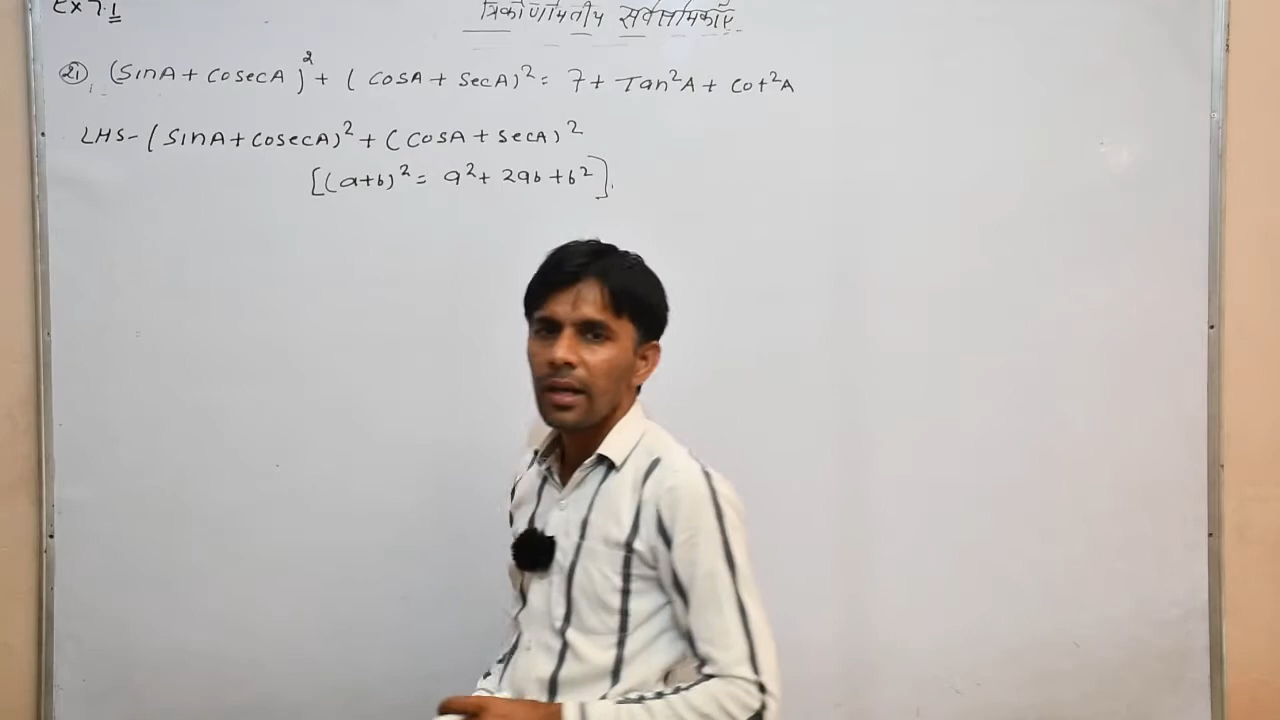 Ex 7.1
त्रिकोणमितीय सर्वसमिकाएँ
(21) (SinA + CosecA)² + (CosA + SecA)² = 7 + Tan²A + Cot²A
LHS - (SinA + CosecA)² + (CosA + SecA)²
[(a+b)² = a² + 2ab + b²].